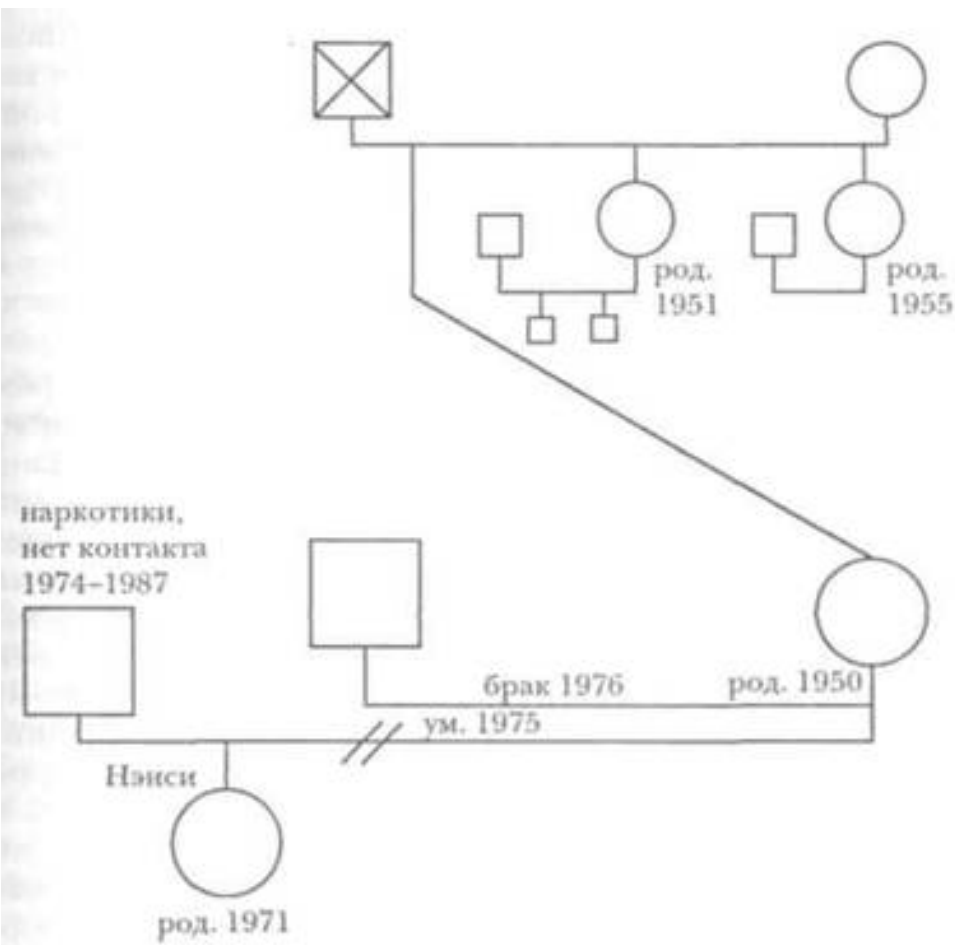 род.
1951
род.
1955
наркотики,
нет контакта
1974–1987
брак 1976
род. 1950
ум. 1975
Нэнси
род. 1971